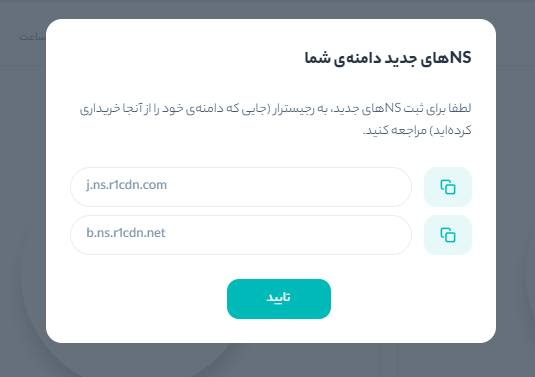 ساعت
NSهای جدید دامنه‌ی شما
لطفا برای ثبت NSهای جدید، به رجیسترار (جایی که دامنه‌ی خود را از آنجا خریداری
کرده‌اید) مراجعه کنید.
j.ns.r1cdn.com
b.ns.r1cdn.net
تایید